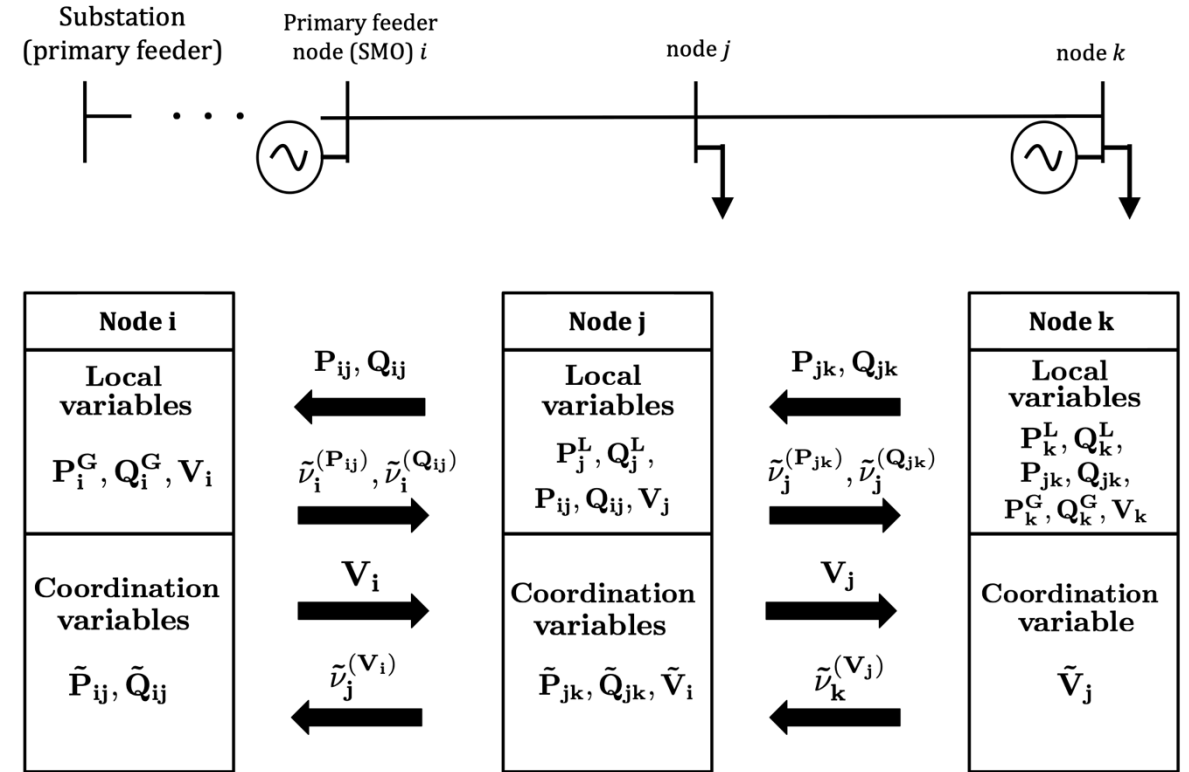 Substation
(primary feeder)
Primary feeder
node (SMO) i
node j
node k
Node i
Local
variables
P_i^G, Q_i^G, V_i
Coordination
variables
P̃_ij, Q̃_ij
P_ij, Q_ij
ν̃_i^(P_ij), ν̃_i^(Q_ij)
V_i
ν̃_j^(V_i)
Node j
Local
variables
P_j^L, Q_j^L,
P_ij, Q_ij, V_j
Coordination
variables
P̃_jk, Q̃_jk, Ṽ_i
P_jk, Q_jk
ν̃_j^(P_jk), ν̃_j^(Q_jk)
V_j
ν̃_k^(V_j)
Node k
Local
variables
P_k^L, Q_k^L,
P_jk, Q_jk,
P_k^G, Q_k^G, V_k
Coordination
variable
Ṽ_j